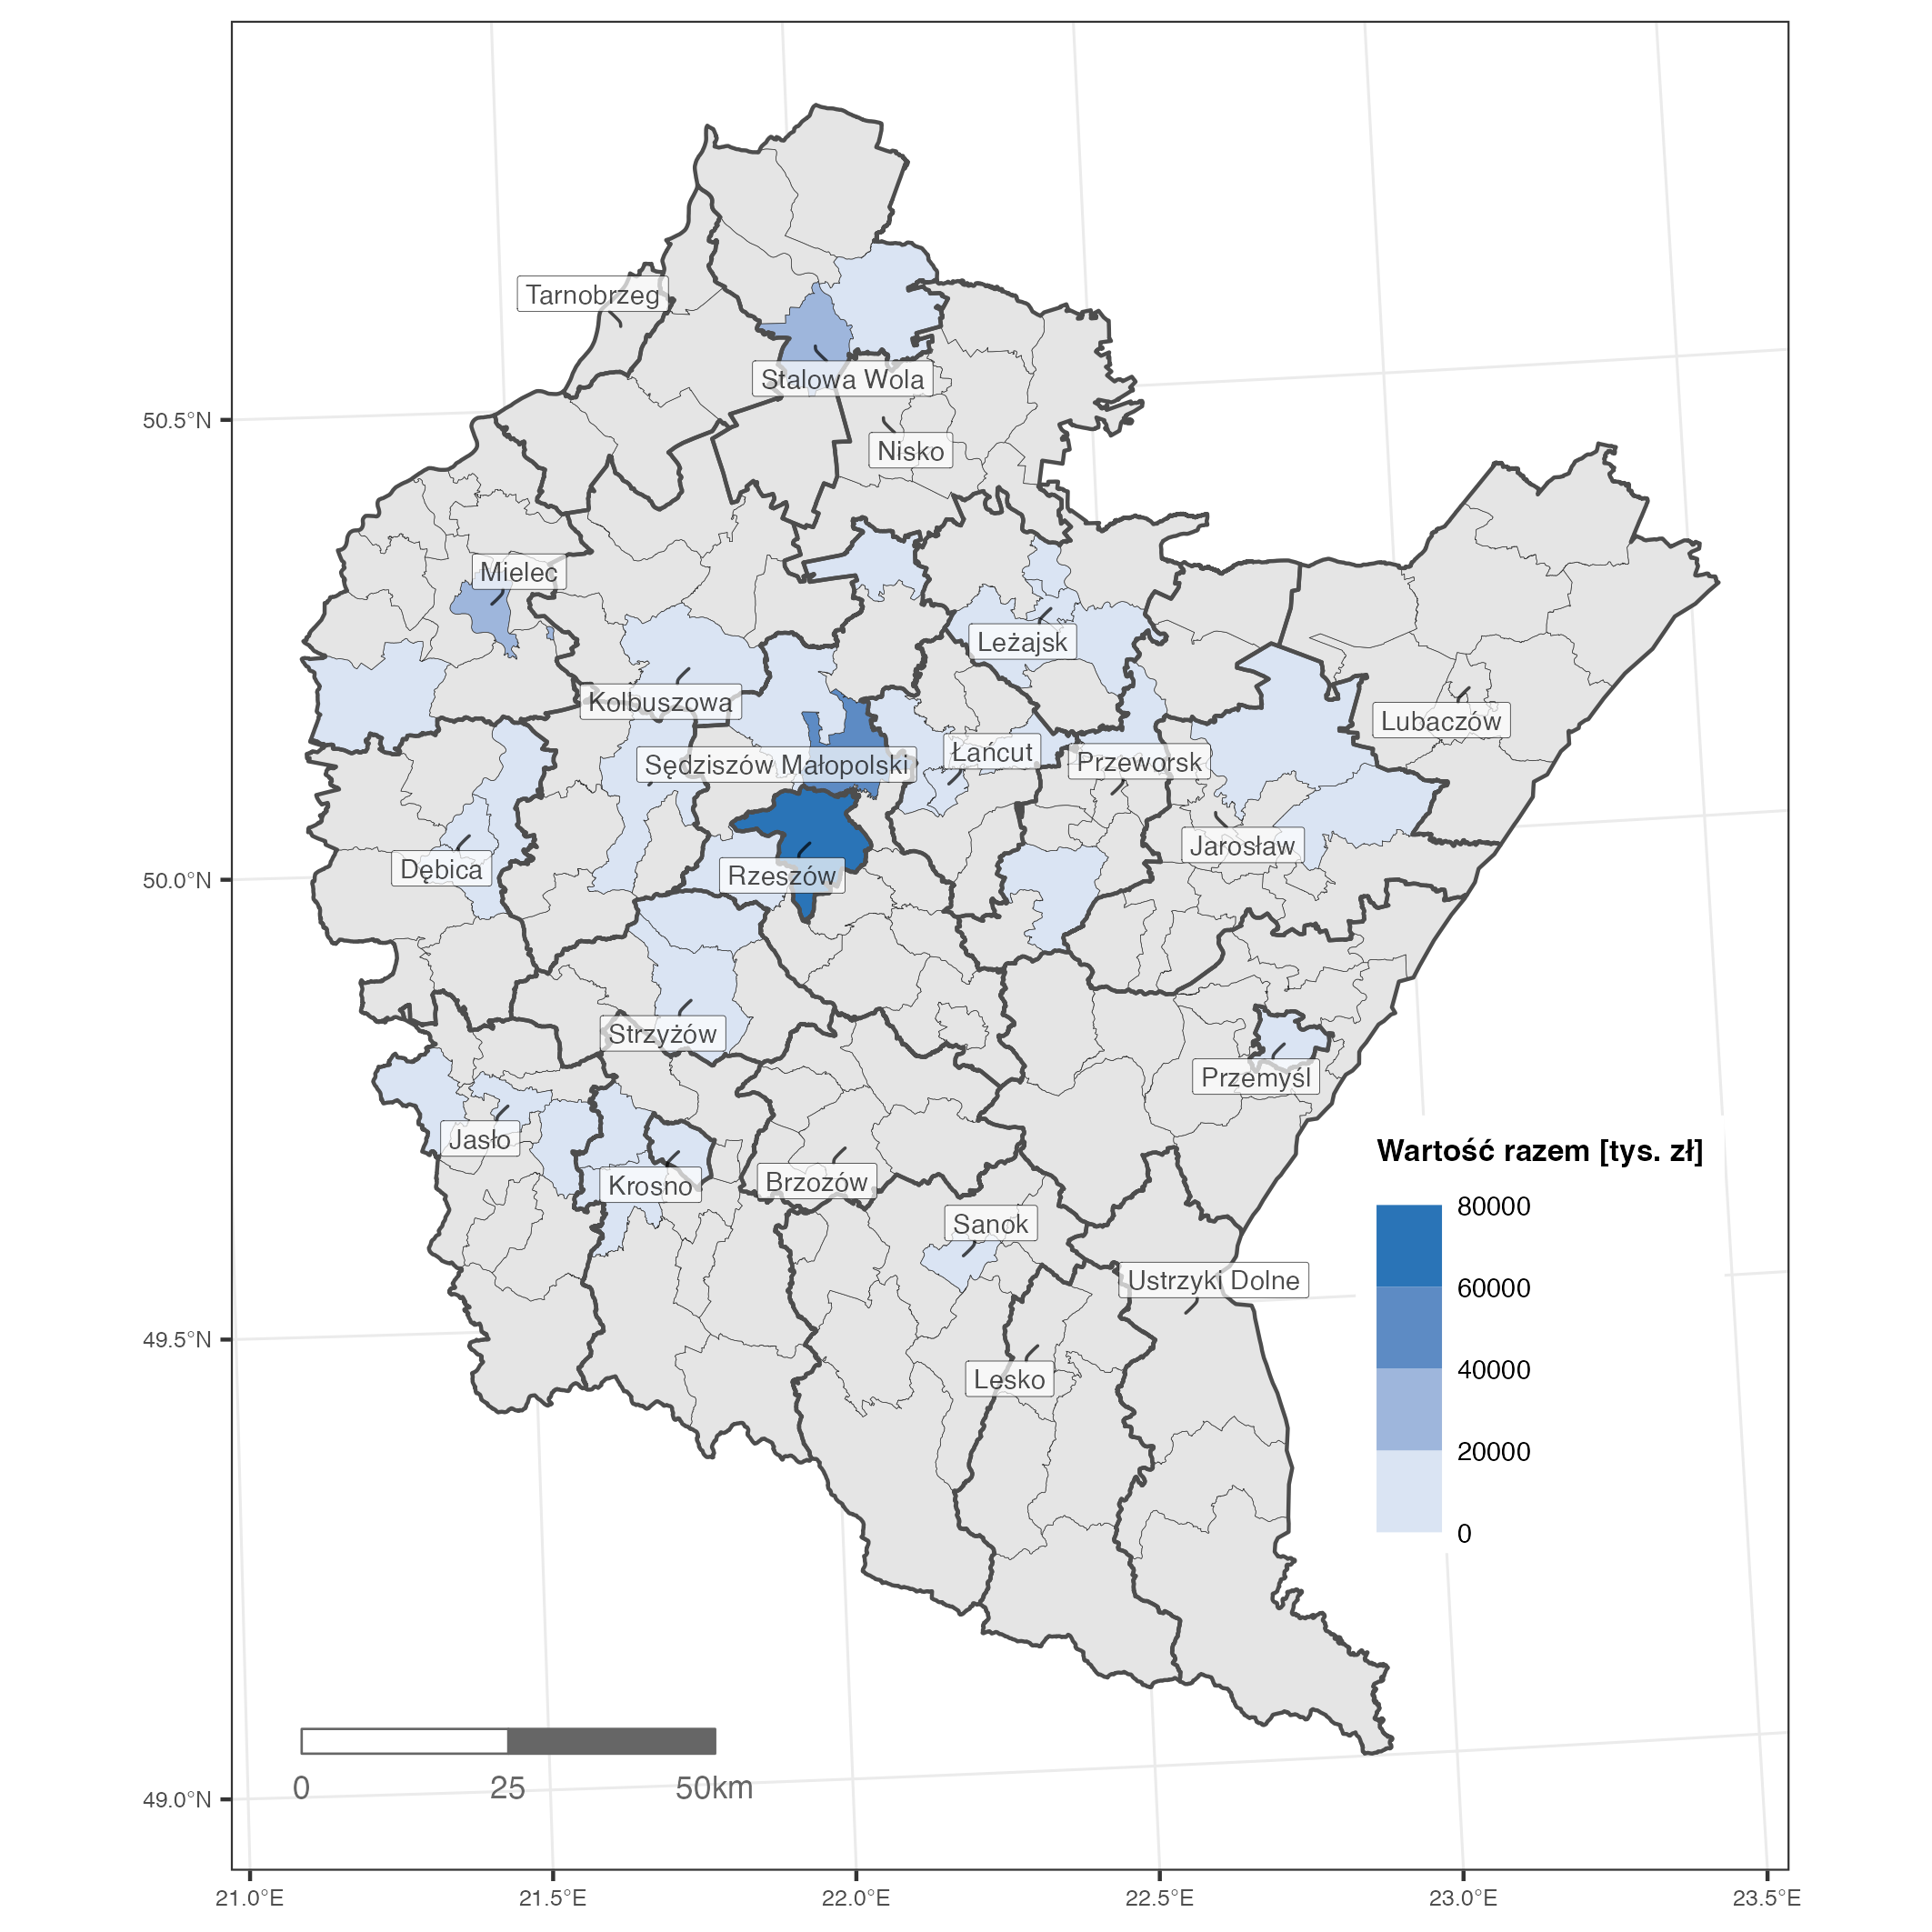 Tarnobrzeg
Stalowa Wola
50.5°N
Nisko
Mielec
Leżajsk
Kolbuszowa
Lubaczów
Sędziszów Małopolski
Łańcut
Przeworsk
Jarosław
Dębica
50.0°N
Rzeszów
Strzyżów
Przemyśl
Jasło
Krosno
Brzozów
Wartość razem [tys. zł]
80000
60000
40000
20000
0
Sanok
Ustrzyki Dolne
49.5°N
Lesko
0 25 50km
49.0°N
21.0°E 21.5°E 22.0°E 22.5°E 23.0°E 23.5°E